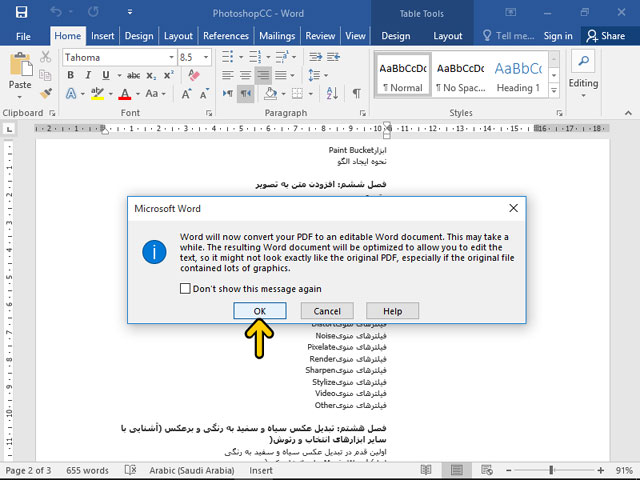 PhotoshopCC - Word
Table Tools
File Home Insert Design Layout References Mailings Review View Design Layout Tell me... Sign in Share
Paste
Tahoma 8.5
B I U abc x₂ x²
Clipboard Font Paragraph Styles
AaBbCcDc AaBbCcDc AaBbCc
¶ Normal ¶ No Spac... Heading 1
Editing
ابزارPaint Bucket
نحوه ایجاد الگو
فصل ششم: افزودن متن به تصویر
Microsoft Word
Word will now convert your PDF to an editable Word document. This may take a
while. The resulting Word document will be optimized to allow you to edit the
text, so it might not look exactly like the original PDF, especially if the original file
contained lots of graphics.
Don't show this message again
OK Cancel Help
فیلترهای منویDistort
فیلترهای منویNoise
فیلترهای منویPixelate
فیلترهای منویRender
فیلترهای منویSharpen
فیلترهای منویStylize
فیلترهای منویVideo
فیلترهای منویOther
فصل هشتم: تبدیل عکس سیاه و سفید به رنگی و برعکس (آشنایی با
سایر ابزارهای انتخاب و رتوش(
اولین قدم در تبدیل عکس سیاه و سفید به رنگی
Page 2 of 3 655 words Arabic (Saudi Arabia) Insert 91%